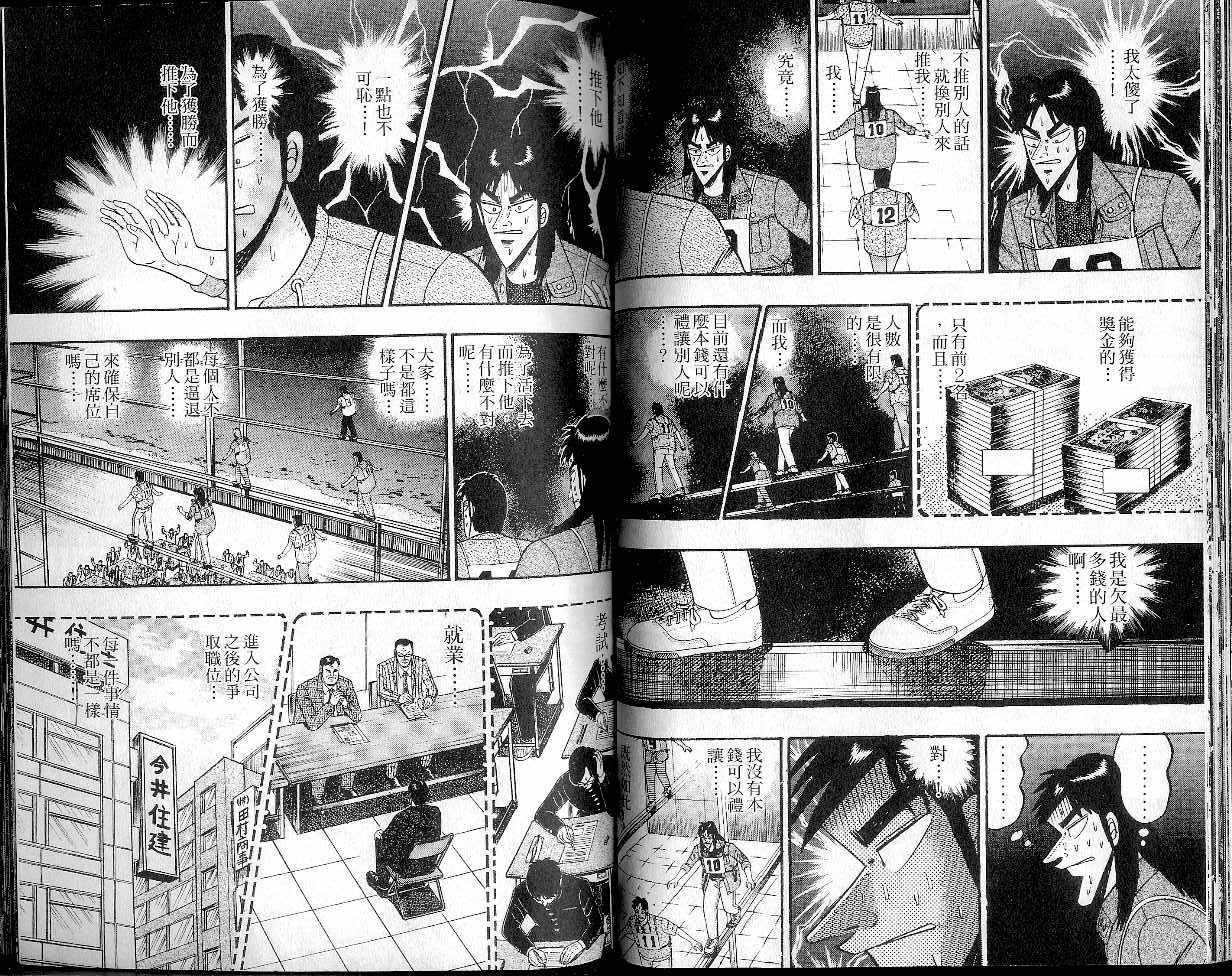 我太傻了
……！
不推別人的話
，就換別人來
推我……
我……
11
10
12
究竟……
10
能夠獲得
獎金的…
只有前2名
，而且……
人數
是很有限
的……
而我…
10
目前還有什
麼本錢可以
禮讓別人呢
……？
我是欠最
多錢的人
啊……
……
……
對…
我沒有本
錢可以禮
讓……
10
11
推下他
……！
一點也不
可恥…！
為了獲勝……
為了獲勝而
推下他……
有什麼不
對呢…
為了活下去
而推下他
有什麼不對
呢……
大家……
不是都這
樣子嗎…
每個人不
都是逼退
別人……
來確保自
己的席位
嗎……
考試…
就業……
進入公司
之後的爭
取職位…
每一件事情
不都是一樣
嗎……
今井住建